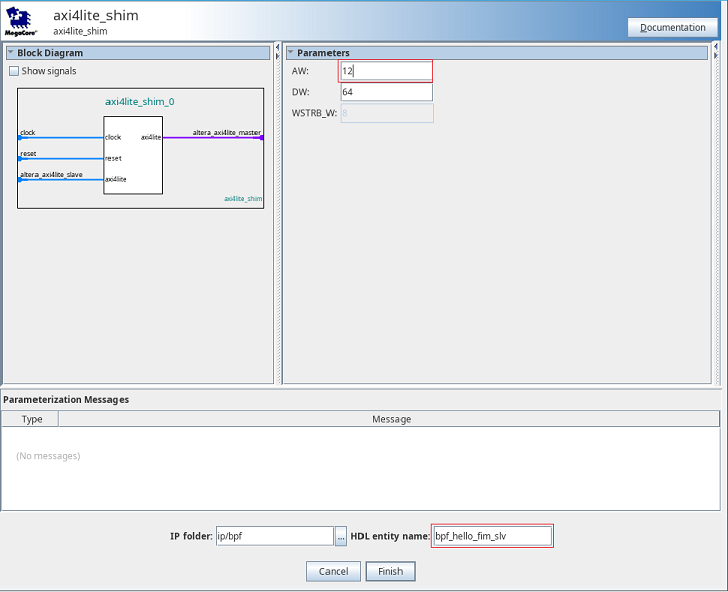 axi4lite_shim
axi4lite_shim
MegaCore
Documentation
Block Diagram
Show signals
axi4lite_shim_0
clock
clock
axi4lite
altera_axi4lite_master
reset
reset
altera_axi4lite_slave
axi4lite
axi4lite_shim
Parameters
AW: 12
DW: 64
WSTRB_W: 8
Parameterization Messages
Type Message
(No messages)
IP folder: ip/bpf ... HDL entity name: bpf_hello_fim_slv
Cancel Finish